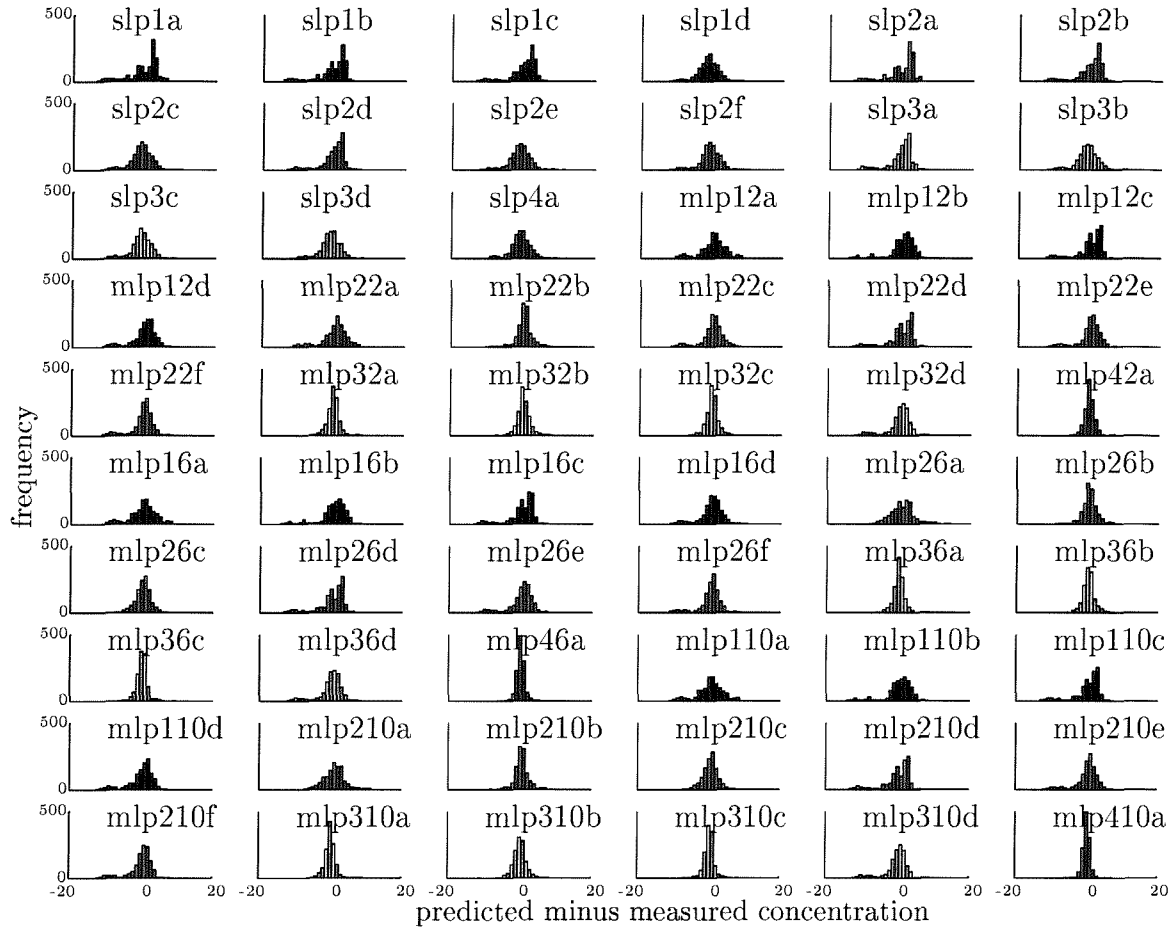 500 slp1a slp1b slp1c slp1d slp2a slp2b
0
500 slp2c slp2d slp2e slp2f slp3a slp3b
0
500 slp3c slp3d slp4a mlp12a mlp12b mlp12c
0
500 mlp12d mlp22a mlp22b mlp22c mlp22d mlp22e
0
500 mlp22f mlp32a mlp32b mlp32c mlp32d mlp42a
0
500 mlp16a mlp16b mlp16c mlp16d mlp26a mlp26b
0
500 mlp26c mlp26d mlp26e mlp26f mlp36a mlp36b
0
500 mlp36c mlp36d mlp46a mlp110a mlp110b mlp110c
0
500 mlp110d mlp210a mlp210b mlp210c mlp210d mlp210e
0
500 mlp210f mlp310a mlp310b mlp310c mlp310d mlp410a
0
-20 0 20 -20 0 20 -20 0 20 -20 0 20 -20 0 20 -20 0 20
frequency
predicted minus measured concentration